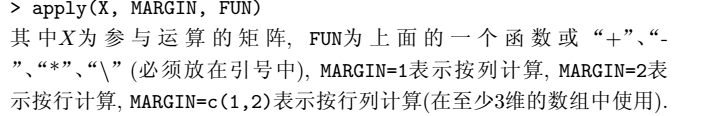 > apply(X, MARGIN, FUN)
其中X为参与运算的矩阵, FUN为上面的一个函数或“+”、“-
”、“*”、“\” (必须放在引号中), MARGIN=1表示按列计算, MARGIN=2表
示按行计算, MARGIN=c(1,2)表示按行列计算(在至少3维的数组中使用).